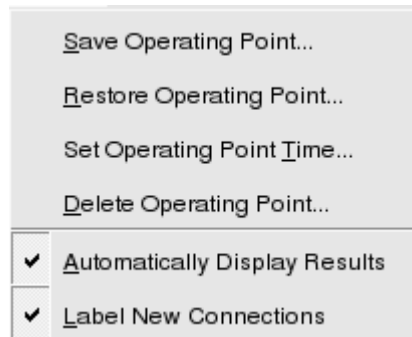 Save Operating Point...
Restore Operating Point...
Set Operating Point Time...
Delete Operating Point...
Automatically Display Results
Label New Connections